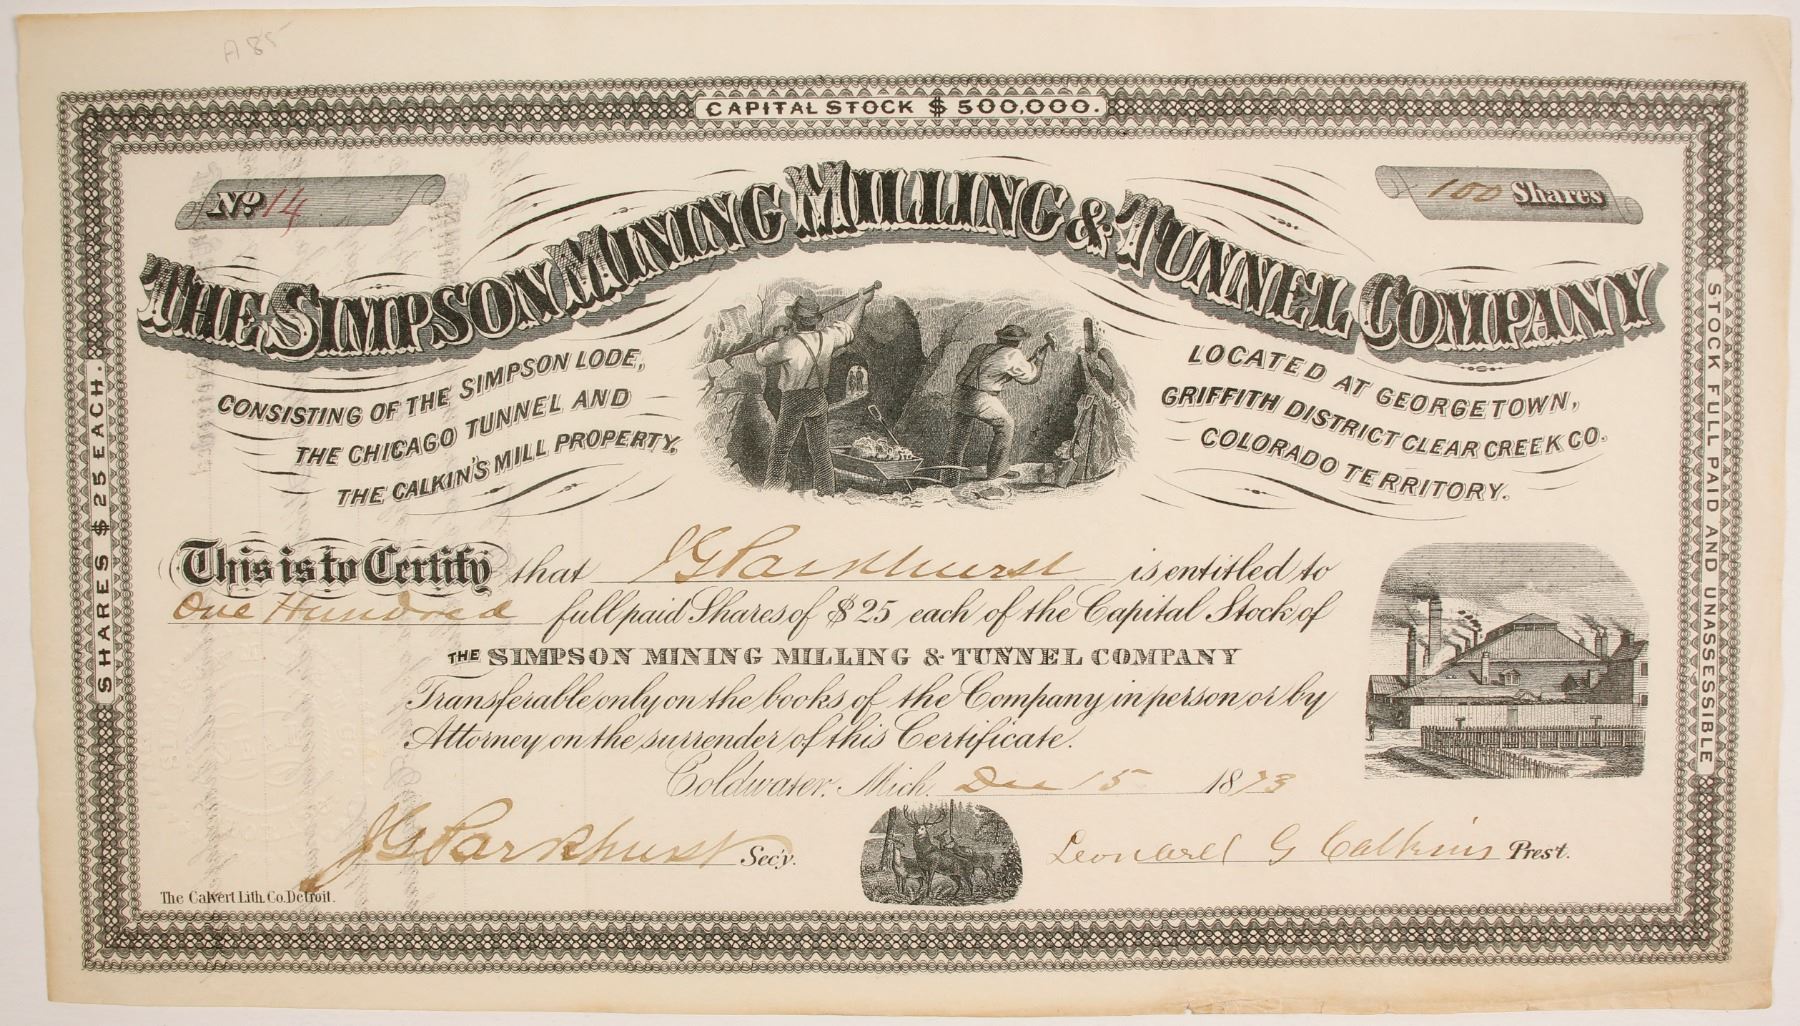 A 85
CAPITAL STOCK $ 500,000.
No. 14
100 Shares
THE SIMPSON MINING MILLING & TUNNEL COMPANY
CONSISTING OF THE SIMPSON LODE,
THE CHICAGO TUNNEL AND
THE CALKIN'S MILL PROPERTY,
LOCATED AT GEORGETOWN,
GRIFFITH DISTRICT CLEAR CREEK CO.
COLORADO TERRITORY.
SHARES $ 25 EACH.
STOCK FULL PAID AND UNASSESSIBLE
This is to Certify that J G Parkhurst is entitled to
One Hundred full paid Shares of $25 each of the Capital Stock of
THE SIMPSON MINING MILLING & TUNNEL COMPANY
Transferable only on the books of the Company in person or by
Attorney on the surrender of this Certificate.
Coldwater, Mich. Dec 15 1873
J G Parkhurst Sec'y.
Leonard G Calkins Pres't.
The Calvert Lith. Co. Detroit.